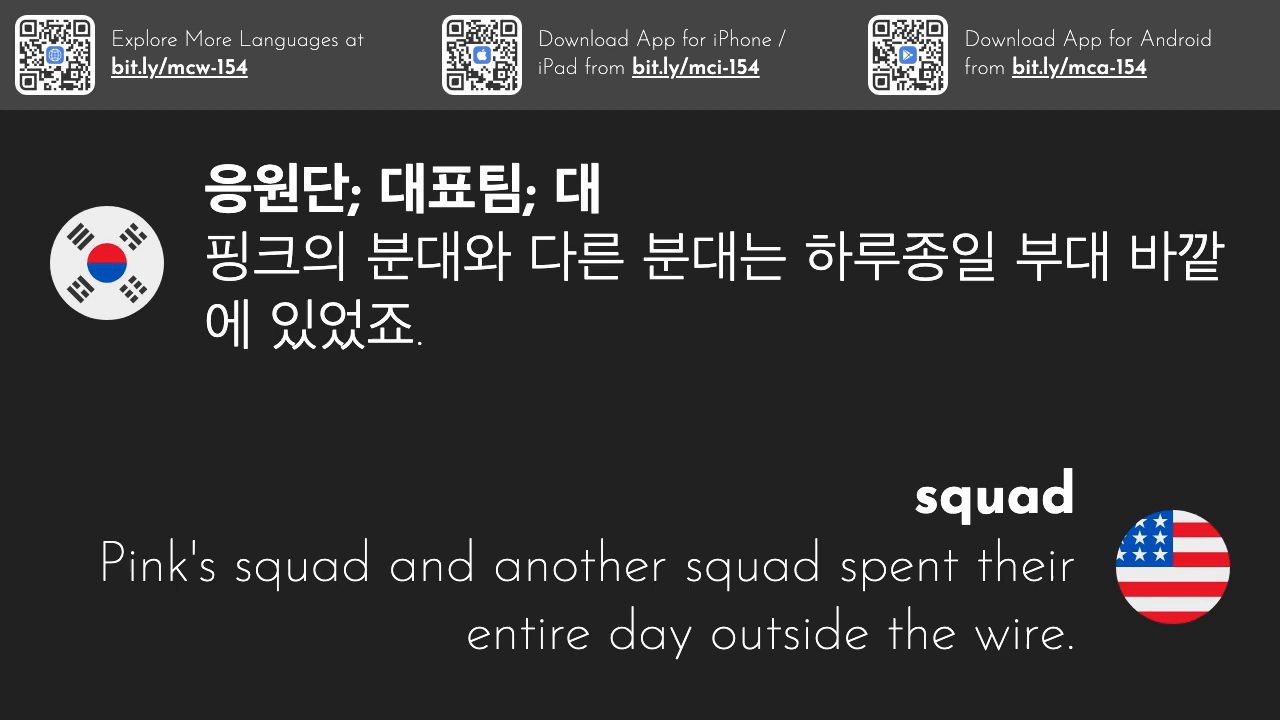 Explore More Languages at
bit.ly/mcw-154
Download App for iPhone /
iPad from bit.ly/mci-154
Download App for Android
from bit.ly/mca-154
응원단; 대표팀; 대
핑크의 분대와 다른 분대는 하루종일 부대 바깥
에 있었죠.
squad
Pink's squad and another squad spent their
entire day outside the wire.